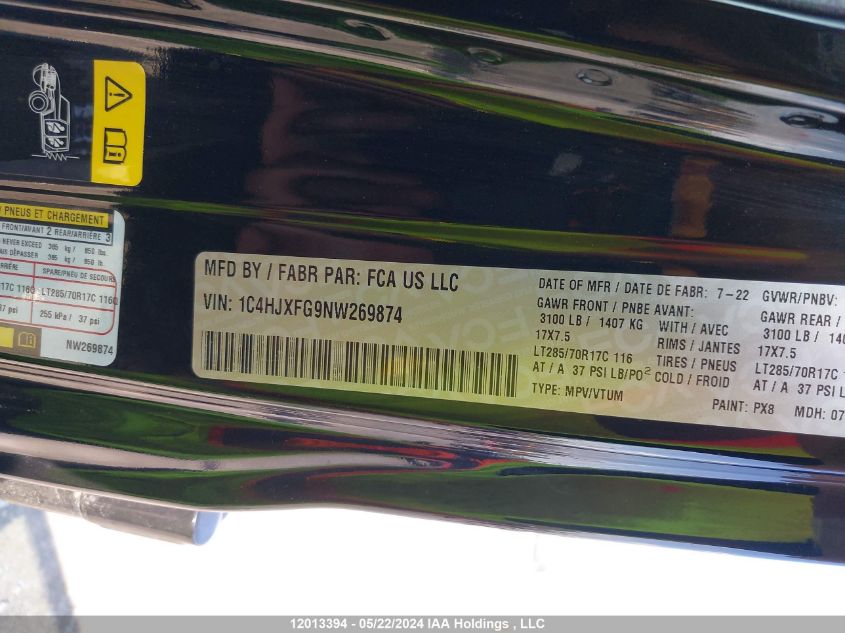 PNEUS ET CHARGEMENT
FRONT/AVANT 2 REAR/ARRIÈRE 3
NEVER EXCEED 385 kg / 850 lbs.
DÉPASSER 385 kg / 850 lb.
SPARE/PNEU DE SECOURS
LT285/70R17C 116Q
255 kPa / 37 psi
NW269874
MFD BY / FABR PAR: FCA US LLC
VIN: 1C4HJXFG9NW269874
DATE OF MFR / DATE DE FABR: 7-22 GVWR/PNBV:
GAWR FRONT / PNBE AVANT: GAWR REAR /
3100 LB / 1407 KG WITH / AVEC 3100 LB /
17X7.5 RIMS / JANTES 17X7.5
LT285/70R17C 116 TIRES / PNEUS LT285/70R17C
AT / A 37 PSI LB/PO² COLD / FROID AT / A 37 PSI
TYPE: MPV/VTUM PAINT: PX8 MDH: 07
12013394 - 05/22/2024 IAA Holdings , LLC